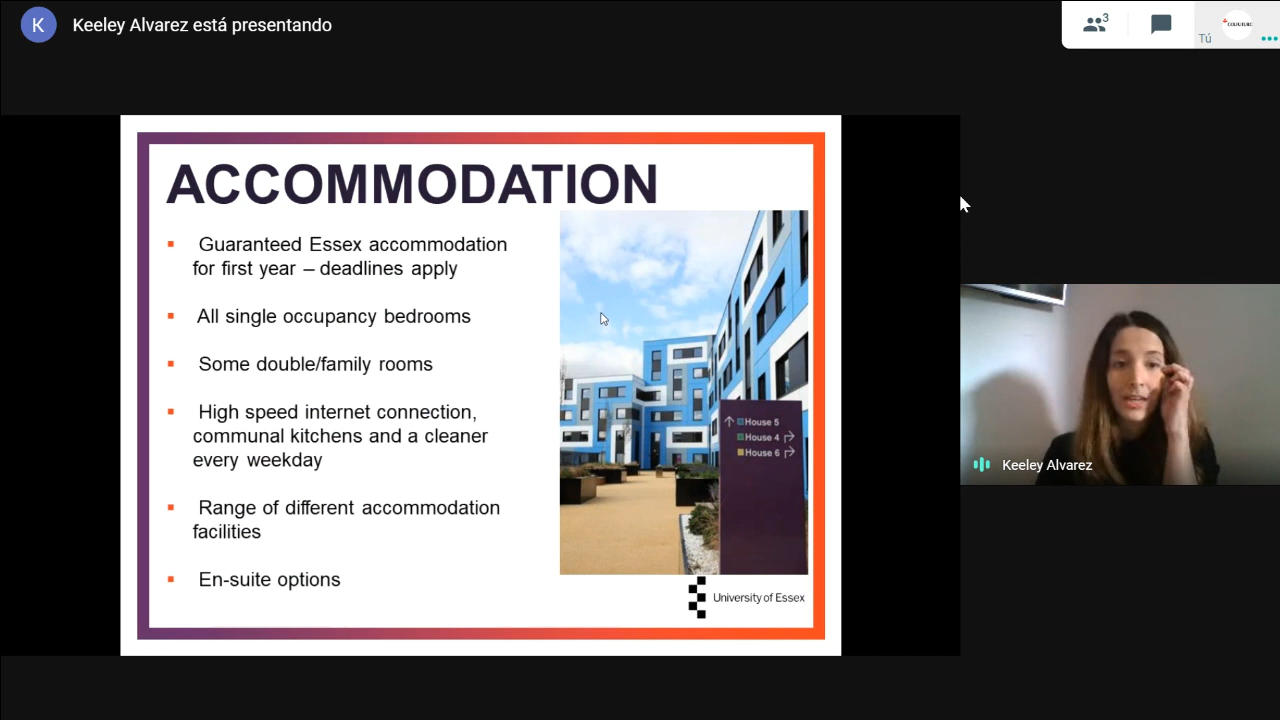 K
Keeley Alvarez está presentando
3
Tú
ACCOMMODATION
▪ Guaranteed Essex accommodation
for first year – deadlines apply
▪ All single occupancy bedrooms
▪ Some double/family rooms
▪ High speed internet connection,
communal kitchens and a cleaner
every weekday
▪ Range of different accommodation
facilities
▪ En-suite options
↑ House 5
House 4
House 6
University of Essex
Keeley Alvarez